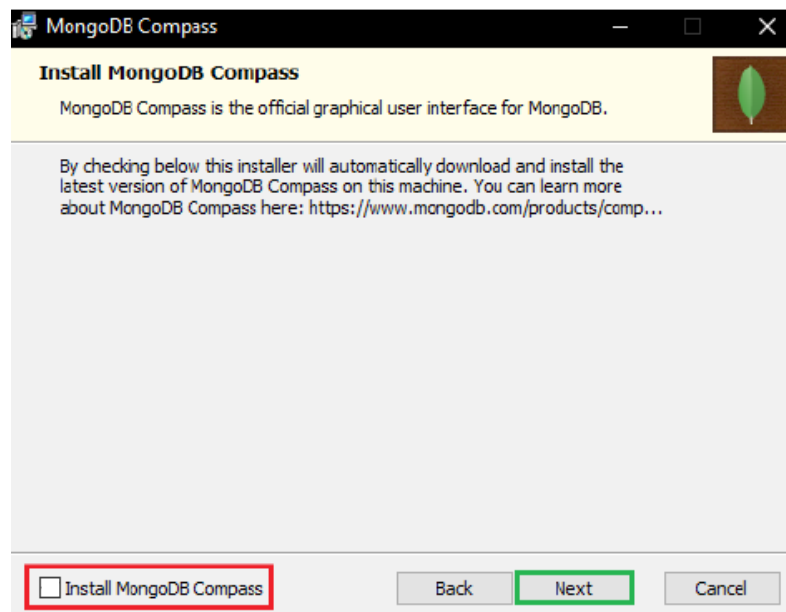 MongoDB Compass
Install MongoDB Compass
MongoDB Compass is the official graphical user interface for MongoDB.
By checking below this installer will automatically download and install the
latest version of MongoDB Compass on this machine. You can learn more
about MongoDB Compass here: https://www.mongodb.com/products/comp...
Install MongoDB Compass
Back
Next
Cancel